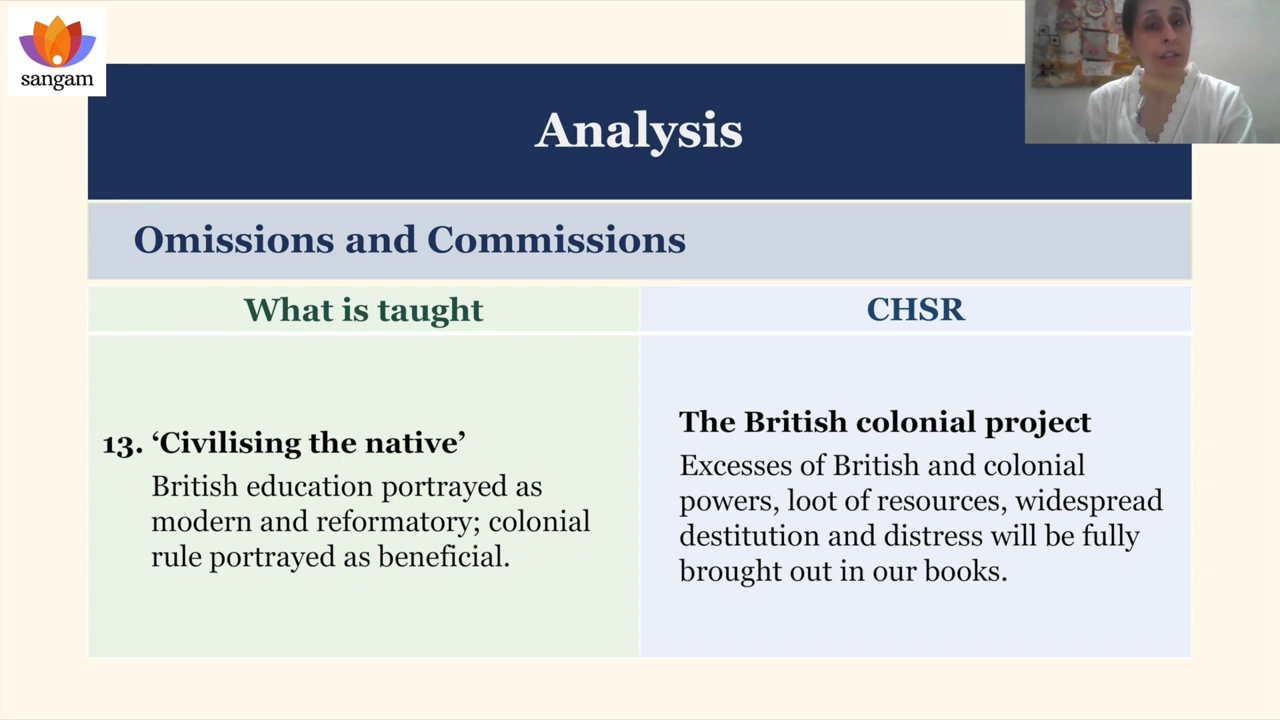 sangam
Analysis
Omissions and Commissions
What is taught
CHSR
13. ‘Civilising the native’
British education portrayed as
modern and reformatory; colonial
rule portrayed as beneficial.
The British colonial project
Excesses of British and colonial
powers, loot of resources, widespread
destitution and distress will be fully
brought out in our books.